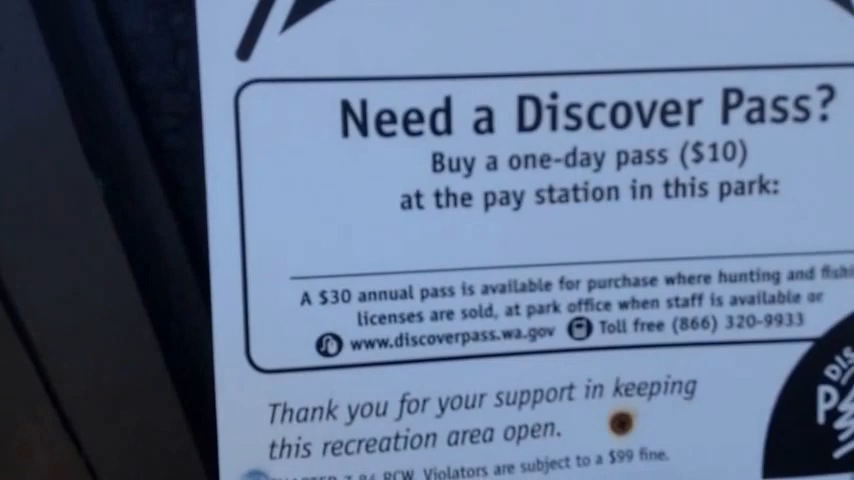 Need a Discover Pass?
Buy a one-day pass ($10)
at the pay station in this park:
A $30 annual pass is available for purchase where hunting and
licenses are sold, at park office when staff is available or
www.discoverpass.wa.gov Toll free (866) 320-9933
Thank you for your support in keeping
this recreation area open.
RCW. Violators are subject to a $99 fine.
DIS
P